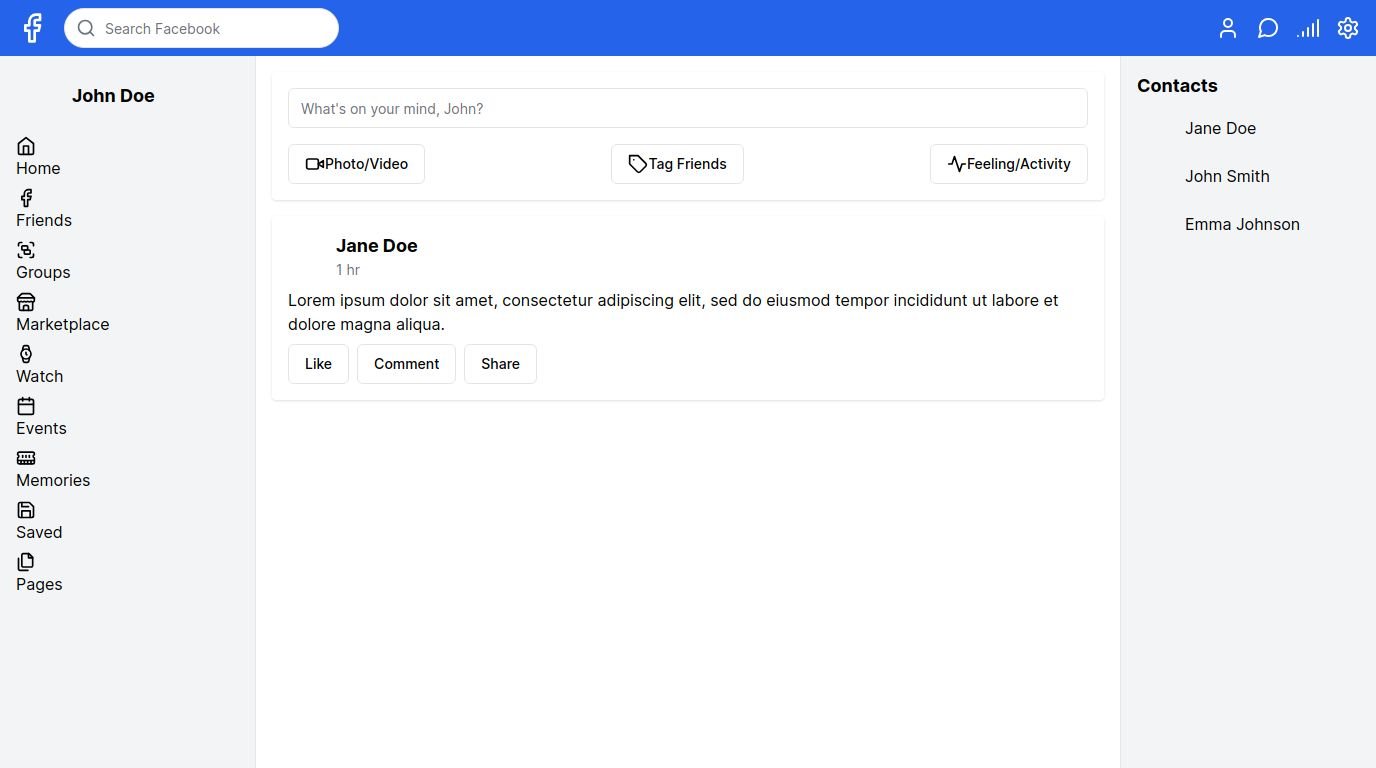 Search Facebook
John Doe
Home
Friends
Groups
Marketplace
Watch
Events
Memories
Saved
Pages
What's on your mind, John?
Photo/Video
Tag Friends
Feeling/Activity
Jane Doe
1 hr
Lorem ipsum dolor sit amet, consectetur adipiscing elit, sed do eiusmod tempor incididunt ut labore et
dolore magna aliqua.
Like
Comment
Share
Contacts
Jane Doe
John Smith
Emma Johnson